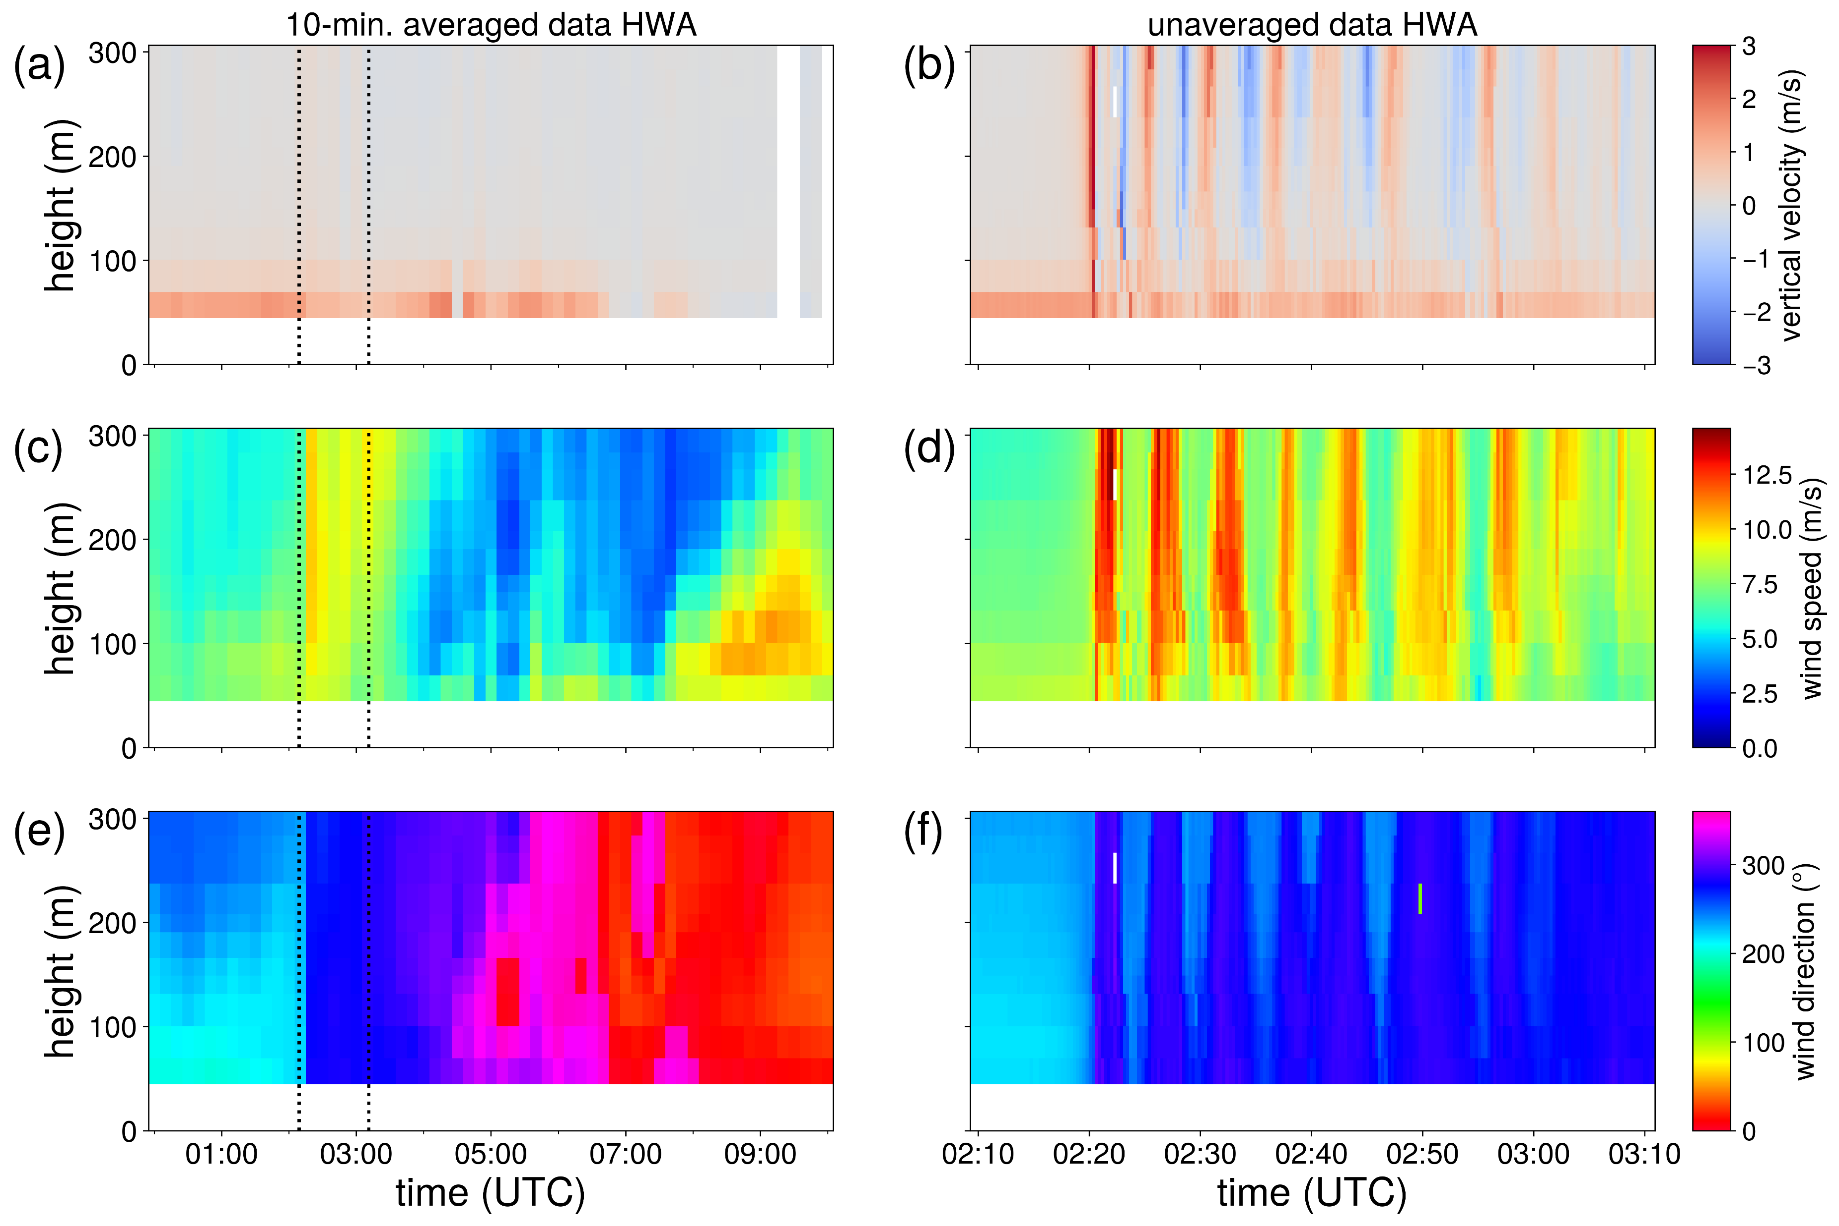 10-min. averaged data HWA
unaveraged data HWA
(a)
300
200
100
0
height (m)
(b)
3
2
1
0
−1
−2
−3
vertical velocity (m/s)
(c)
300
200
100
0
height (m)
(d)
12.5
10.0
7.5
5.0
2.5
0.0
wind speed (m/s)
(e)
300
200
100
0
height (m)
01:00 03:00 05:00 07:00 09:00
time (UTC)
(f)
02:10 02:20 02:30 02:40 02:50 03:00 03:10
time (UTC)
300
200
100
0
wind direction (°)